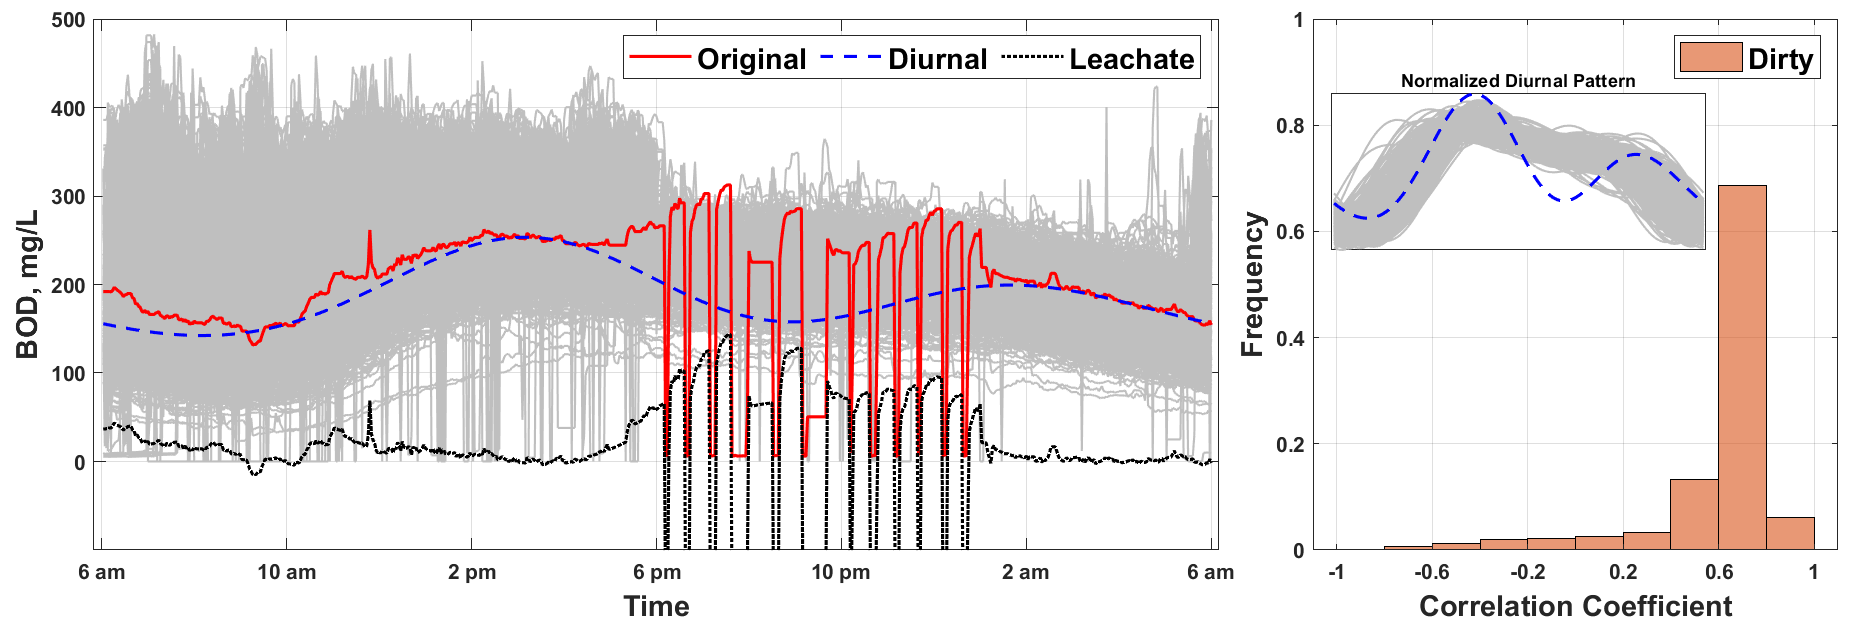 500
400
300
200
100
0
BOD, mg/L
Original
Diurnal
Leachate
6 am
10 am
2 pm
6 pm
10 pm
2 am
6 am
Time
1
0.8
0.6
0.4
0.2
0
Frequency
Dirty
Normalized Diurnal Pattern
-1
-0.6
-0.2
0.2
0.6
1
Correlation Coefficient